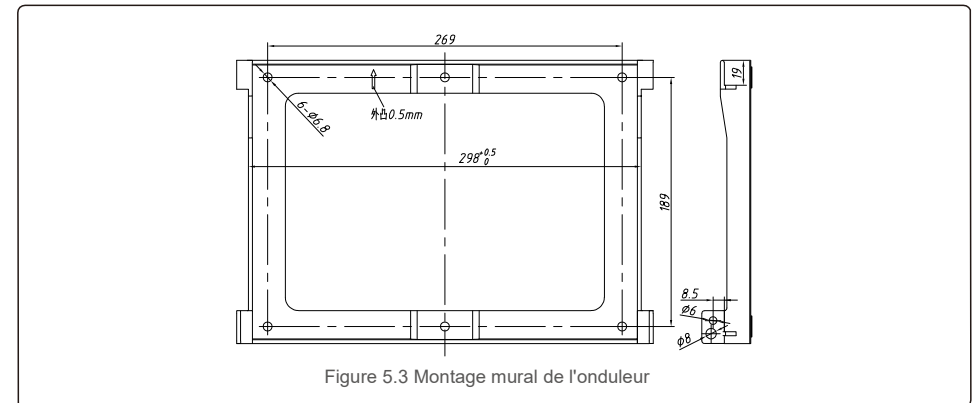 269
19
外凸0.5mm
6-Ø6.8
298 +0.5 0
189
8.5
Ø6
Ø8
Figure 5.3 Montage mural de l'onduleur